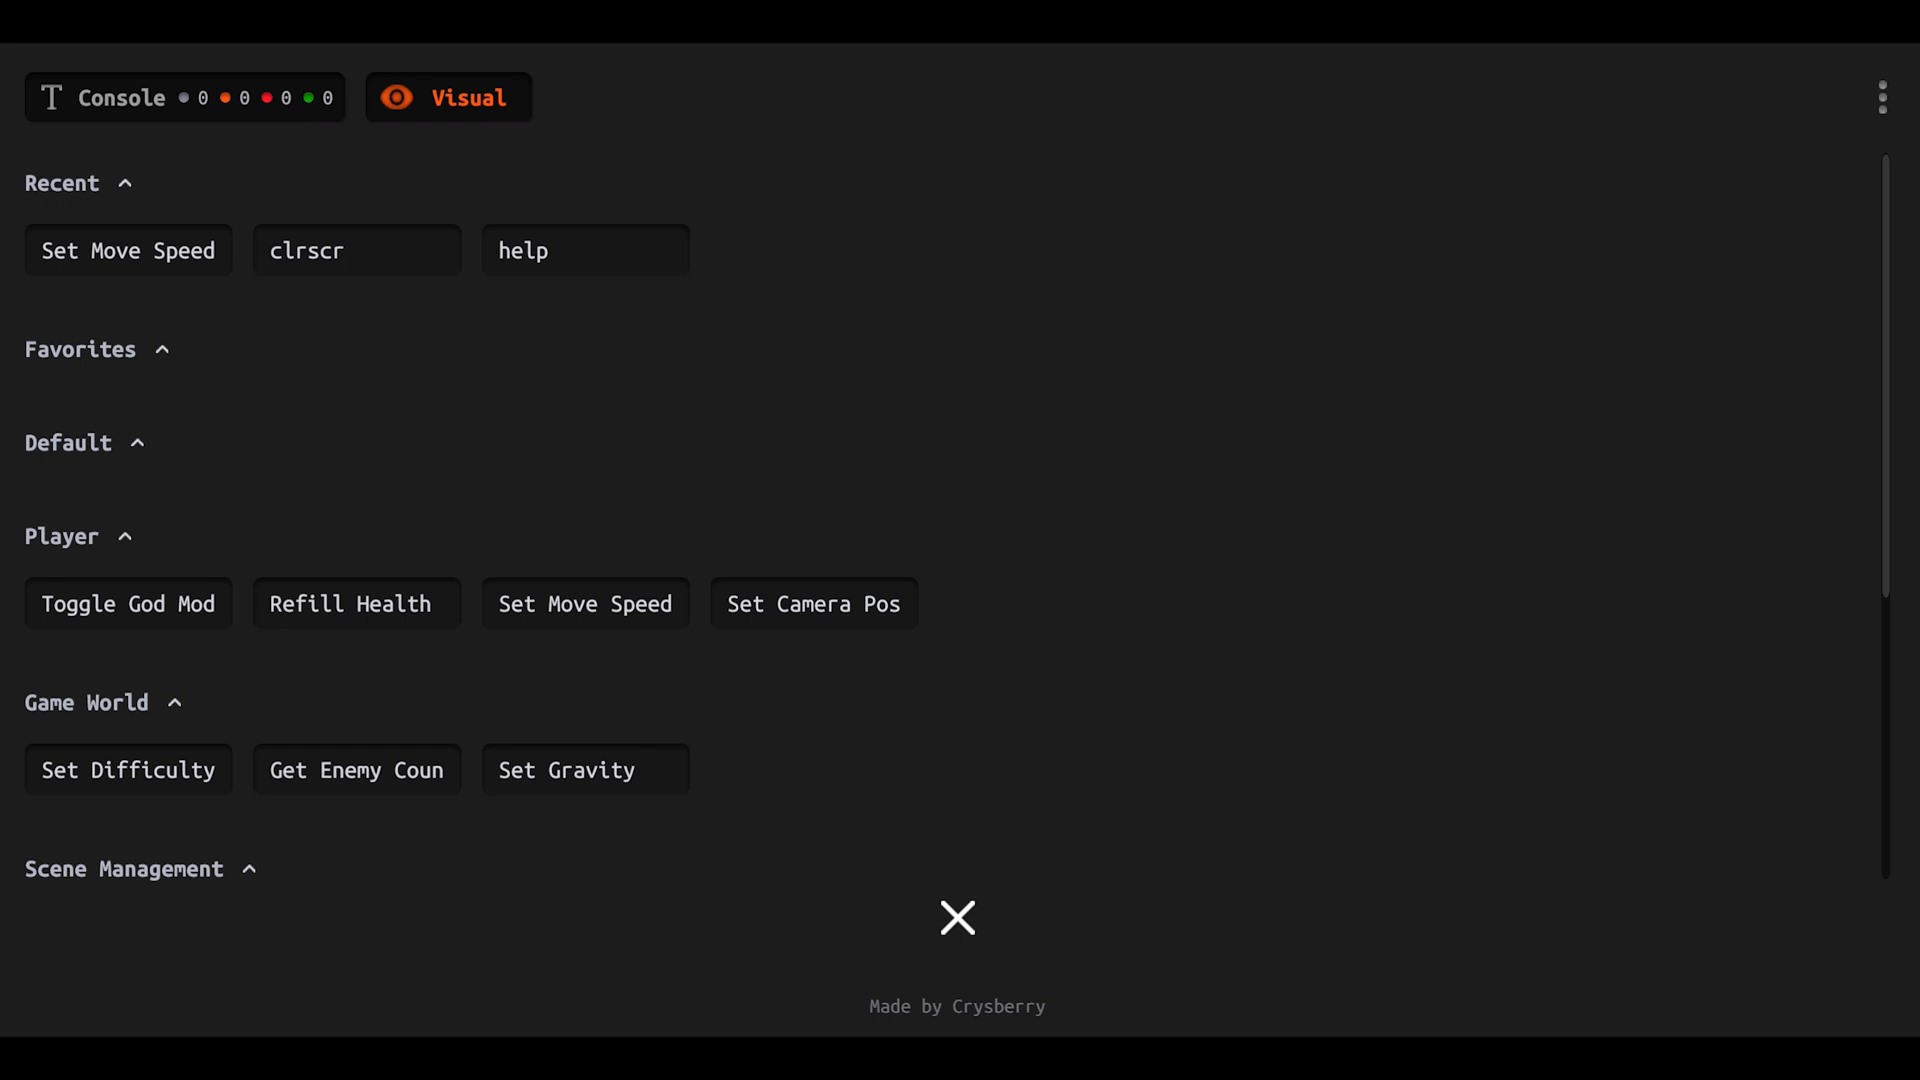 Console 0 0 0 0 Visual
Recent
Set Move Speed clrscr help
Favorites
Default
Player
Toggle God Mod Refill Health Set Move Speed Set Camera Pos
Game World
Set Difficulty Get Enemy Coun Set Gravity
Scene Management
Made by Crysberry